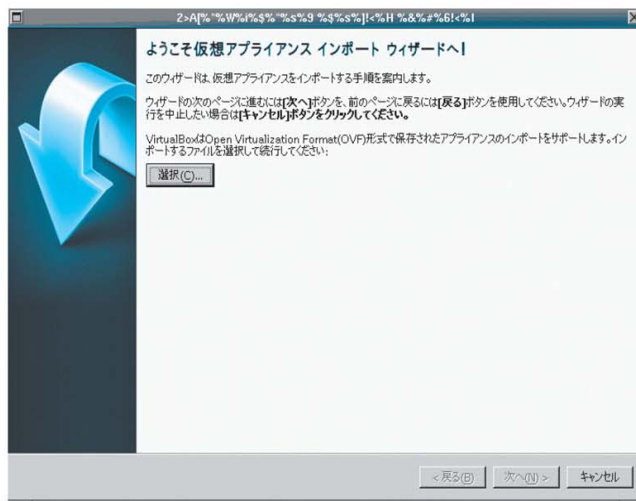 2>A[%"%W%i%$%"%s%9 %$%s%]!<%H %&%#%6!<%I
ようこそ仮想アプライアンス インポート ウィザードへ!
このウィザードは、仮想アプライアンスをインポートする手順を案内します。
ウィザードの次のページに進むには[次へ]ボタンを、前のページに戻るには[戻る]ボタンを使用してください。ウィザードの実
行を中止したい場合は[キャンセル]ボタンをクリックしてください。
VirtualBoxはOpen Virtualization Format(OVF)形式で保存されたアプライアンスのインポートをサポートします。イン
ポートするファイルを選択して続行してください:
選択(C)...
< 戻る(B) 次へ(N) > キャンセル